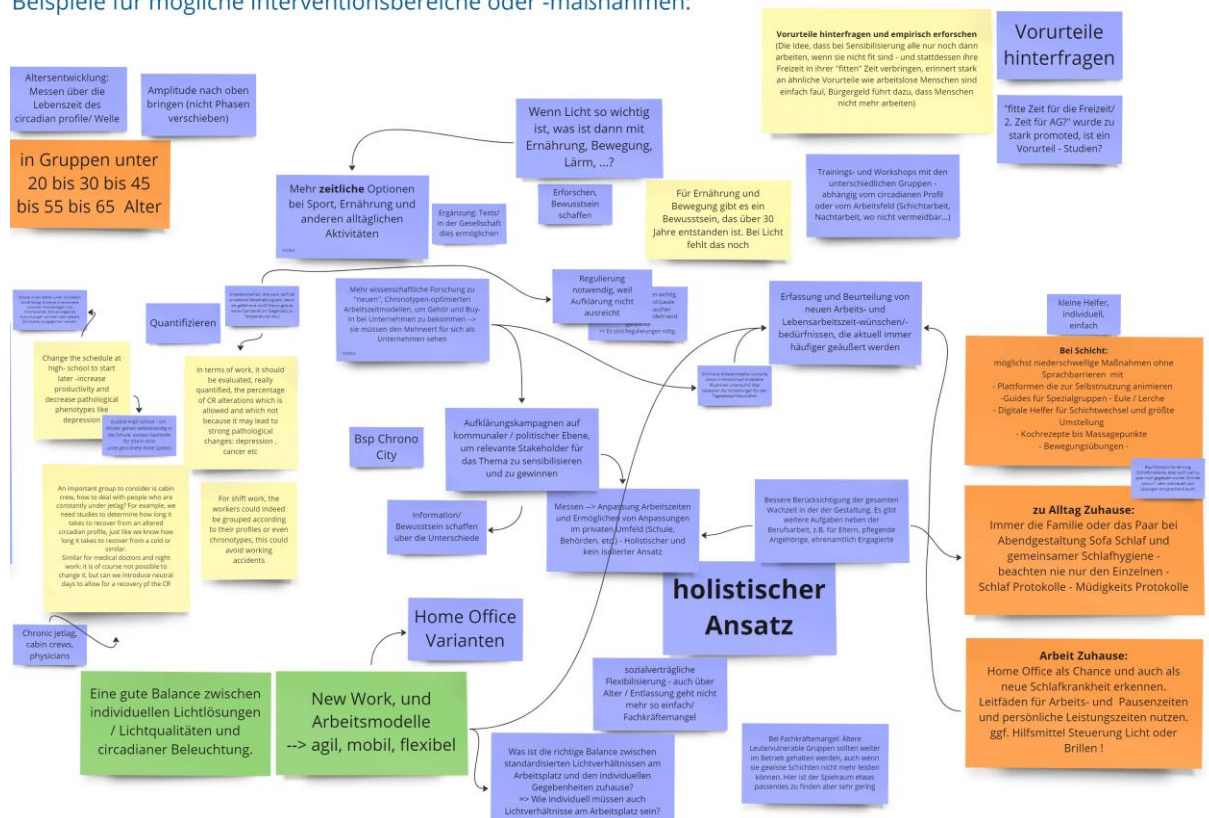 Beispiele für mögliche Interventionsbereiche oder -maßnahmen:
Altersentwicklung:
Messen über die
Lebenszeit des
circadian profile/ Welle
Amplitude nach oben
bringen (nicht Phasen
verschieben)
in Gruppen unter
20 bis 30 bis 45
bis 55 bis 65 Alter
Wenn Licht so wichtig
ist, was ist dann mit
Ernährung, Bewegung,
Lärm, ...?
Erforschen,
Bewusstsein
schaffen
Mehr zeitliche Optionen
bei Sport, Ernährung und
anderen alltäglichen
Aktivitäten
Ergänzung: Tests/
in der Gesellschaft
dies ermöglichen
Vorurteile hinterfragen und empirisch erforschen
(Die Idee, dass bei Sensibilisierung alle nur noch dann
arbeiten, wenn sie nicht fit sind - und stattdessen ihre
Freizeit in ihrer "fitten" Zeit verbringen, erinnert stark
an ähnliche Vorurteile wie arbeitslose Menschen sind
einfach faul, Bürgergeld führt dazu, dass Menschen
nicht mehr arbeiten)
Vorurteile
hinterfragen
"fitte Zeit für die Freizeit/
2. Zeit für AG?" wurde zu
stark promoted, ist ein
Vorurteil - Studien?
Für Ernährung und
Bewegung gibt es ein
Bewusstsein, das über 30
Jahre entstanden ist. Bei Licht
fehlt das noch
Trainings- und Workshops mit den
unterschiedlichen Gruppen -
abhängig vom circadianen Profil
oder vom Arbeitsfeld (Schichtarbeit,
Nachtarbeit, wo nicht vermeidbar...)
Quantifizieren
Change the schedule at
high- school to start
later -increase
productivity and
decrease pathological
phenotypes like
depression
In terms of work, it should
be evaluated, really
quantified, the percentage
of CR alterations which is
allowed and which not
because it may lead to
strong pathological
changes: depression ,
cancer etc
Mehr wissenschaftliche Forschung zu
"neuen", Chronotypen-optimierten
Arbeitszeitmodellen, um Gehör und Buy-
In bei Unternehmen zu bekommen -->
sie müssen den Mehrwert für sich als
Unternehmen sehen
Regulierung
notwendig, weil
Aufklärung nicht
ausreicht
Erfassung und Beurteilung von
neuen Arbeits- und
Lebensarbeitszeit-wünschen/-
bedürfnissen, die aktuell immer
häufiger geäußert werden
kleine Helfer,
individuell,
einfach
Bei Schicht:
möglichst niederschwellige Maßnahmen ohne
Sprachbarrieren mit
- Plattformen die zur Selbstnutzung animieren
-Guides für Spezialgruppen - Eule / Lerche
- Digitale Helfer für Schichtwechsel und größte
Umstellung
- Kochrezepte bis Massagepunkte
- Bewegungsübungen -
Bsp Chrono
City
Aufklärungskampagnen auf
kommunaler / politischer Ebene,
um relevante Stakeholder für
das Thema zu sensibilisieren
und zu gewinnen
Information/
Bewusstsein schaffen
über die Unterschiede
Messen --> Anpassung Arbeitszeiten
und Ermöglichen von Anpassungen
im privaten Umfeld (Schule,
Behörden, etc.) - Holistischer und
kein isolierter Ansatz
Bessere Berücksichtigung der gesamten
Wachzeit in der der Gestaltung. Es gibt
weitere Aufgaben neben der
Berufsarbeit, z.B. für Eltern, pflegende
Angehörige, ehrenamtlich Engagierte
zu Alltag Zuhause:
Immer die Familie oder das Paar bei
Abendgestaltung Sofa Schlaf und
gemeinsamer Schlafhygiene -
beachten nie nur den Einzelnen -
Schlaf Protokolle - Müdigkeits Protokolle
An important group to consider is cabin
crew, how to deal with people who are
constantly under jetlag? For example, we
need studies to determine how long it
takes to recover from an altered
circadian profile, just like we know how
long it takes to recover from a cold or
similar.
Similar for medical doctors and night
work: it is of course not possible to
change it, but can we introduce neutral
days to allow for a recovery pf the CR
For shift work, the
workers could indeed
be grouped according
to their profiles or even
chronotypes, this could
avoid working
accidents
Chronic jetlag,
cabin crews,
physicians
holistischer
Ansatz
Home Office
Varianten
Eine gute Balance zwischen
individuellen Lichtlösungen
/ Lichtqualitäten und
circadianer Beleuchtung.
New Work, und
Arbeitsmodelle
--> agil, mobil, flexibel
sozialverträgliche
Flexibilisierung - auch über
Alter / Entlassung geht nicht
mehr so einfach/
Fachkräftemangel
Arbeit Zuhause:
Home Office als Chance und auch als
neue Schlafkrankheit erkennen.
Leitfäden für Arbeits- und Pausenzeiten
und persönliche Leistungszeiten nutzen.
ggf. Hilfsmittel Steuerung Licht oder
Brillen !
Was ist die richtige Balance zwischen
standardisierten Lichtverhältnissen am
Arbeitsplatz und den individuellen
Gegebenheiten zuhause?
=> Wie individuell müssen auch
Lichtverhältnisse am Arbeitsplatz sein?
Bei Fachkräftemangel: Ältere
Leute/vulnerable Gruppen sollten weiter
im Betrieb gehalten werden, auch wenn
sie gewisse Schichten nicht mehr leisten
können. Hier ist der Spielraum etwas
passendes zu finden aber sehr gering